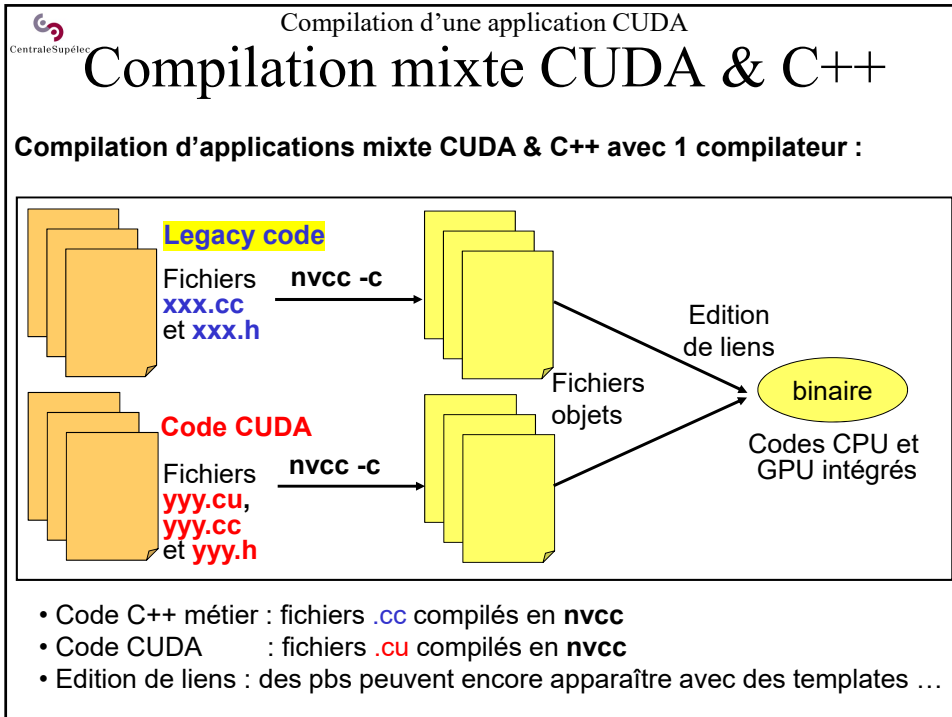 CentraleSupélec
Compilation d'une application CUDA
Compilation mixte CUDA & C++
Compilation d'applications mixte CUDA & C++ avec 1 compilateur :
Legacy code
Fichiers
xxx.cc
et xxx.h
nvcc -c
Edition
de liens
Fichiers
objets
binaire
Codes CPU et
GPU intégrés
Code CUDA
Fichiers
yyy.cu,
yyy.cc
et yyy.h
nvcc -c
• Code C++ métier : fichiers .cc compilés en nvcc
• Code CUDA : fichiers .cu compilés en nvcc
• Edition de liens : des pbs peuvent encore apparaître avec des templates …